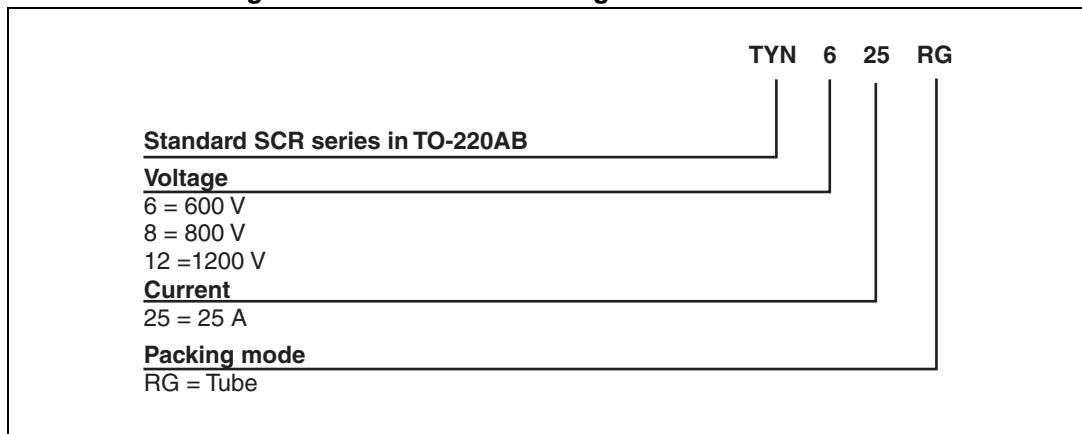 TYN 6 25 RG
Standard SCR series in TO-220AB
Voltage
6 = 600 V
8 = 800 V
12 =1200 V
Current
25 = 25 A
Packing mode
RG = Tube